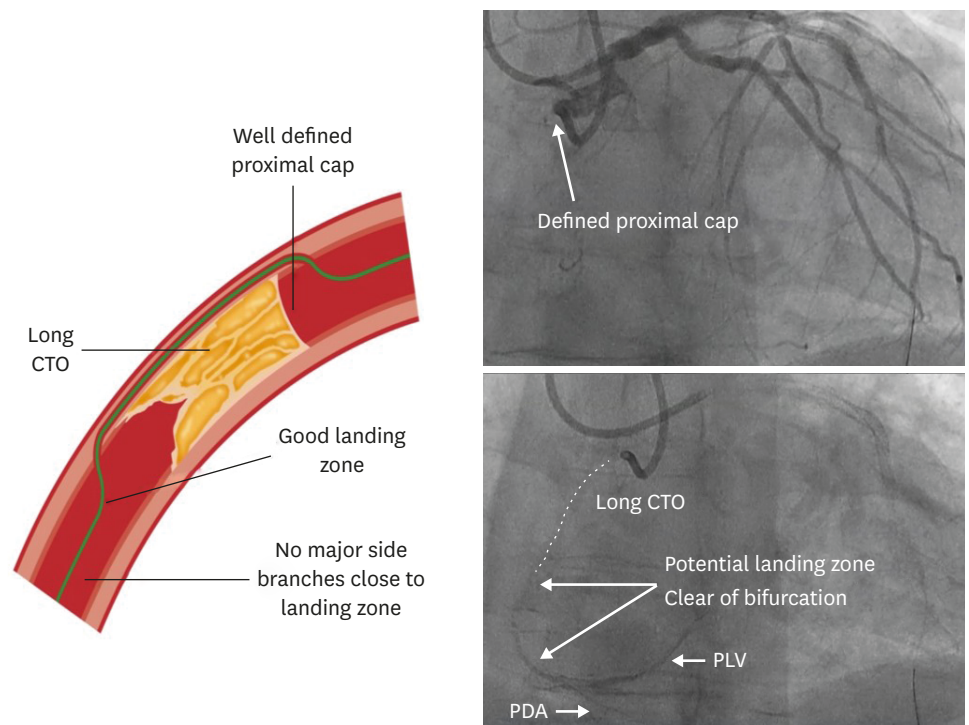 Well defined
proximal cap
Long
CTO
Good landing
zone
No major side
branches close to
landing zone
Defined proximal cap
Long CTO
Potential landing zone
Clear of bifurcation
PLV
PDA